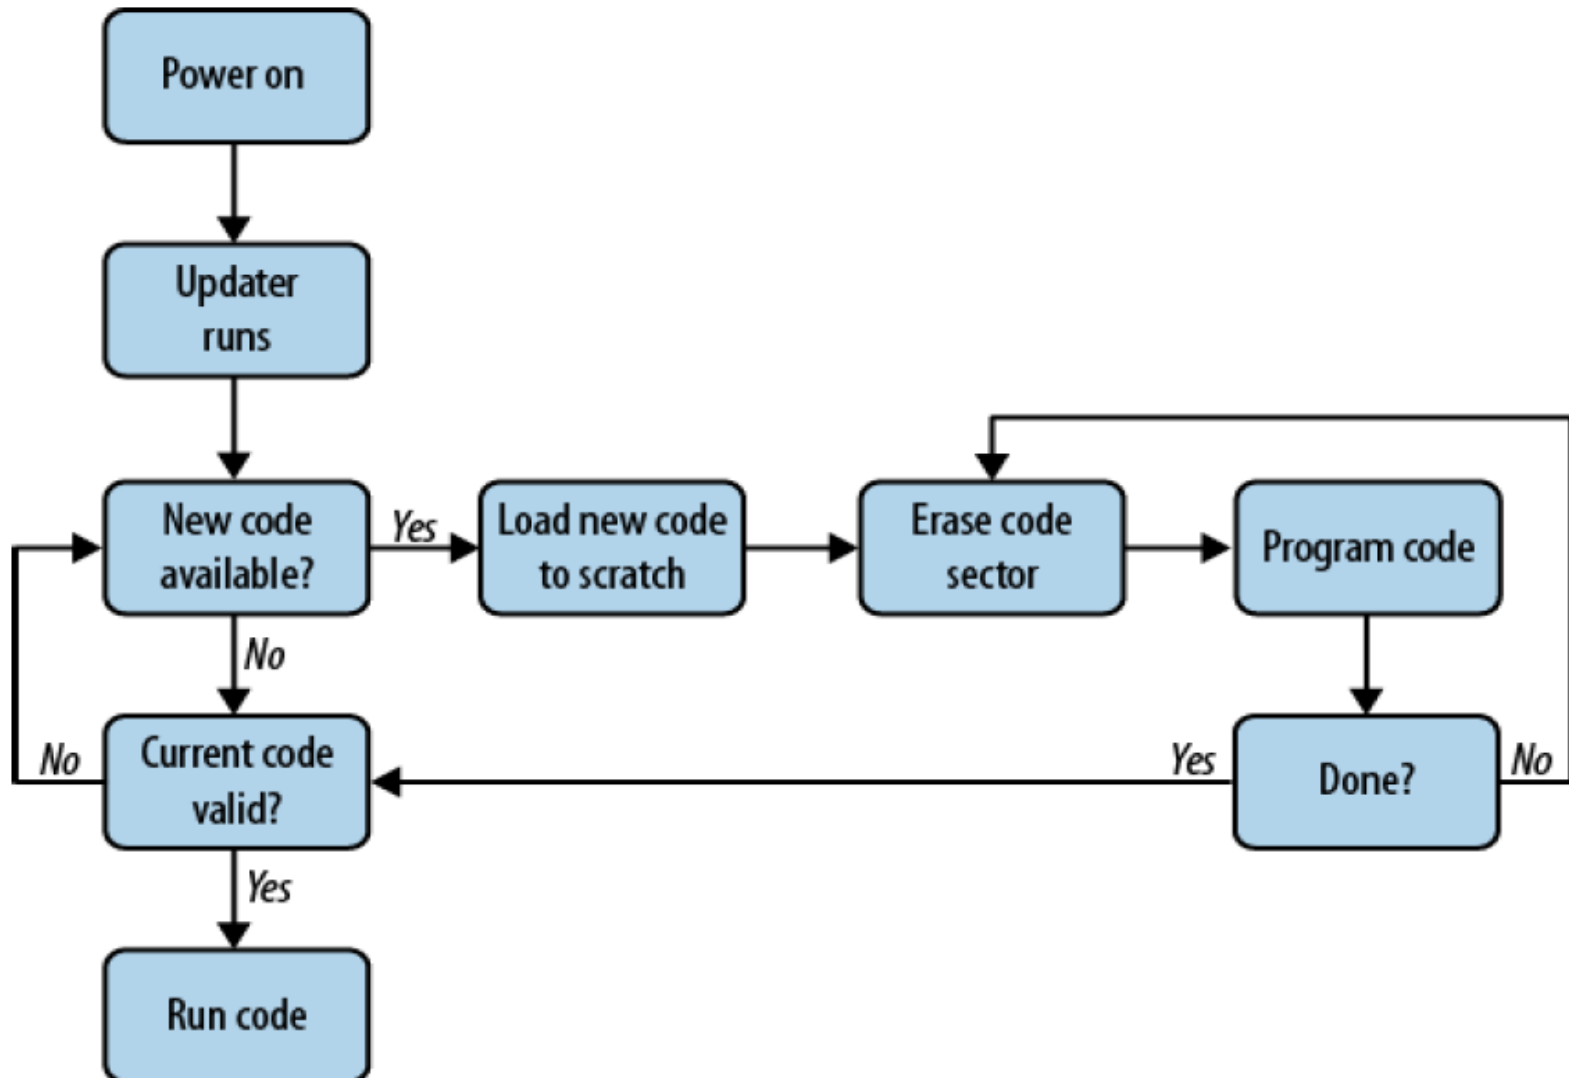 Power on
Updater
runs
New code
available?
Yes
Load new code
to scratch
Erase code
sector
Program code
No
Current code
valid?
No
Yes
Done?
No
Yes
Run code